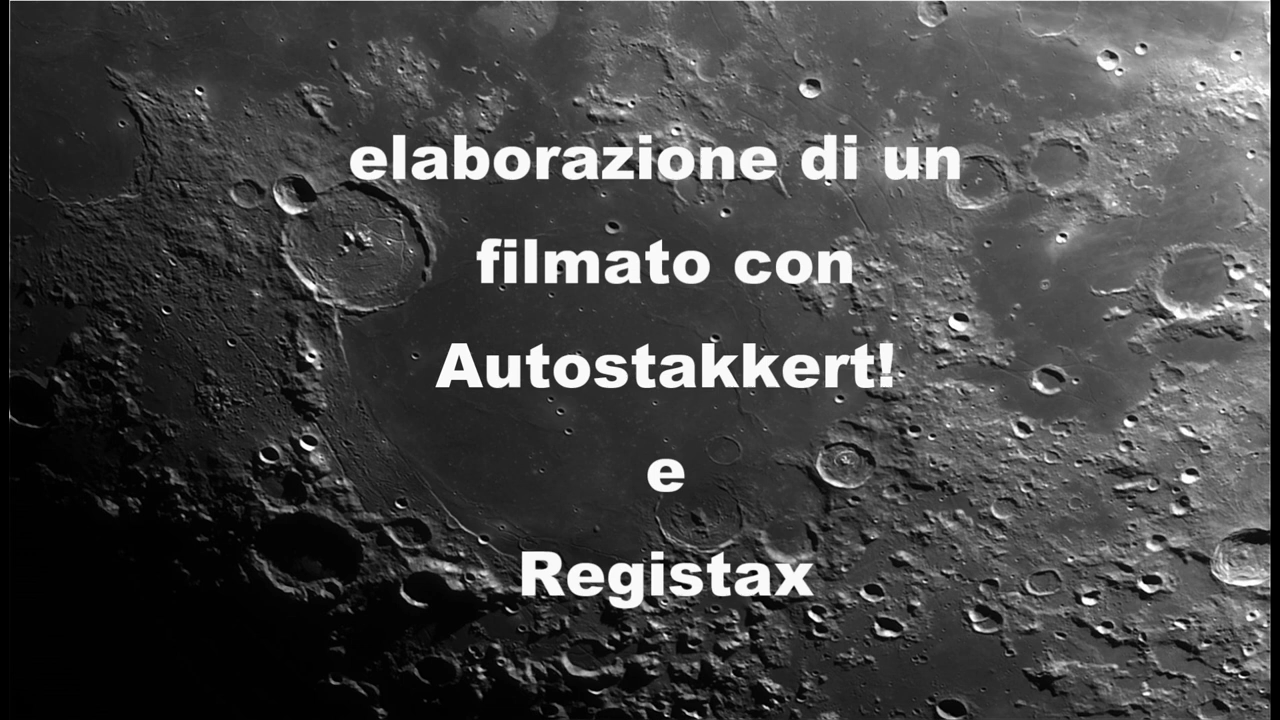 elaborazione di un
filmato con
Autostakkert!
e
Registax